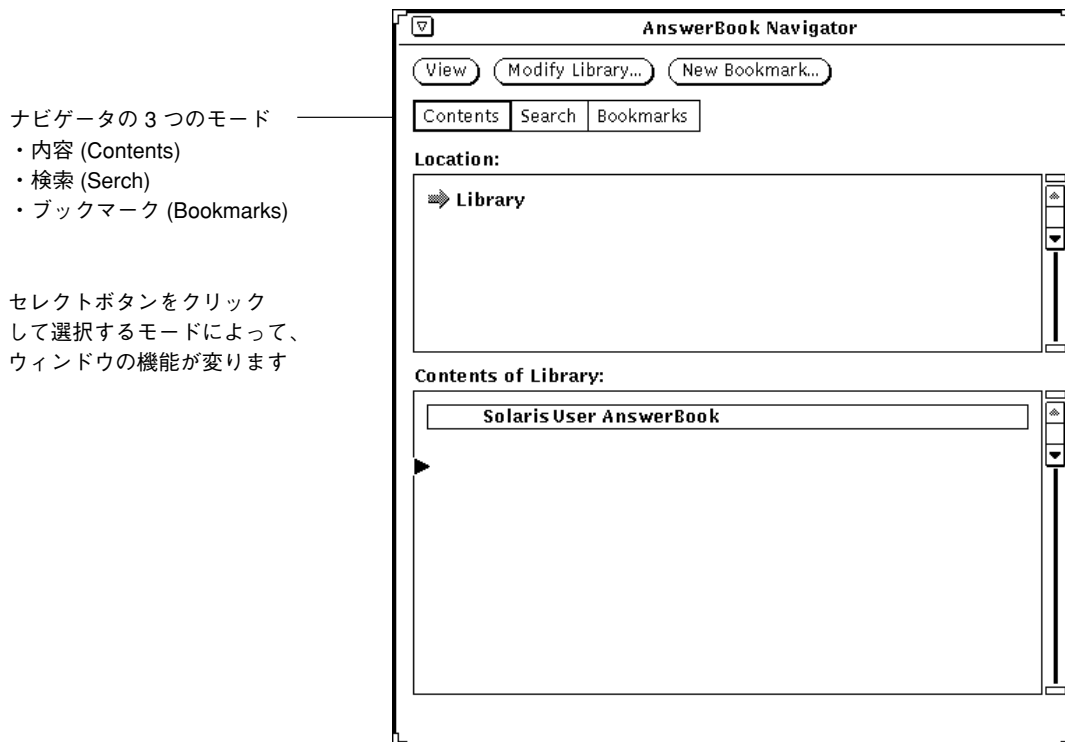 ナビゲータの 3 つのモード
・内容 (Contents)
・検索 (Serch)
・ブックマーク (Bookmarks)
セレクトボタンをクリック
して選択するモードによって、
ウィンドウの機能が変ります
AnswerBook Navigator
View Modify Library... New Bookmark...
Contents Search Bookmarks
Location:
Library
Contents of Library:
Solaris User AnswerBook